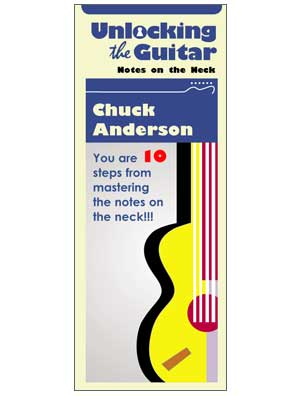 Unlocking
the Guitar
Notes on the Neck
Chuck
Anderson
You are 10
steps from
mastering
the notes on
the neck!!!